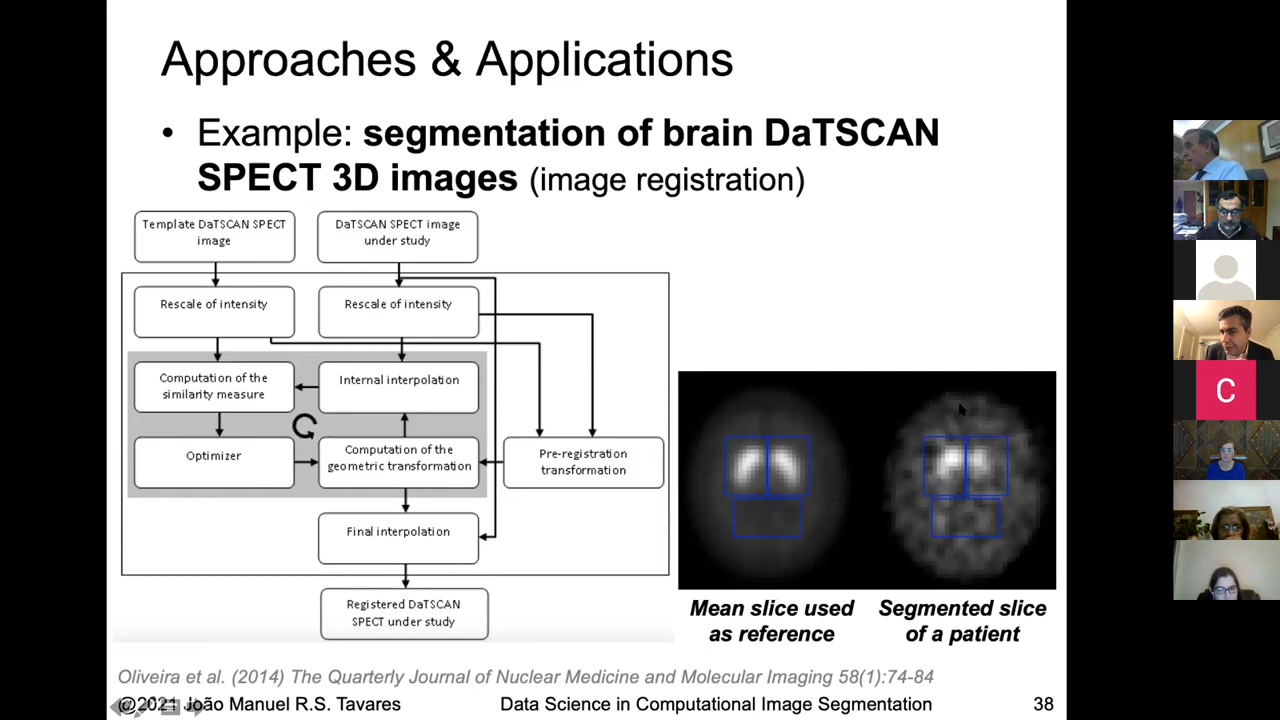 Approaches & Applications
• Example: segmentation of brain DaTSCAN
SPECT 3D images (image registration)
Template DaTSCAN SPECT
image
DaTSCAN SPECT image
under study
Rescale of intensity
Rescale of intensity
Computation of the
similarity measure
Internal interpolation
Optimizer
Computation of the
geometric transformation
Pre-registration
transformation
Final interpolation
Registered DaTSCAN
SPECT under study
Mean slice used
as reference
Segmented slice
of a patient
Oliveira et al. (2014) The Quarterly Journal of Nuclear Medicine and Molecular Imaging 58(1):74-84
@2021 João Manuel R.S. Tavares
Data Science in Computational Image Segmentation
38
C